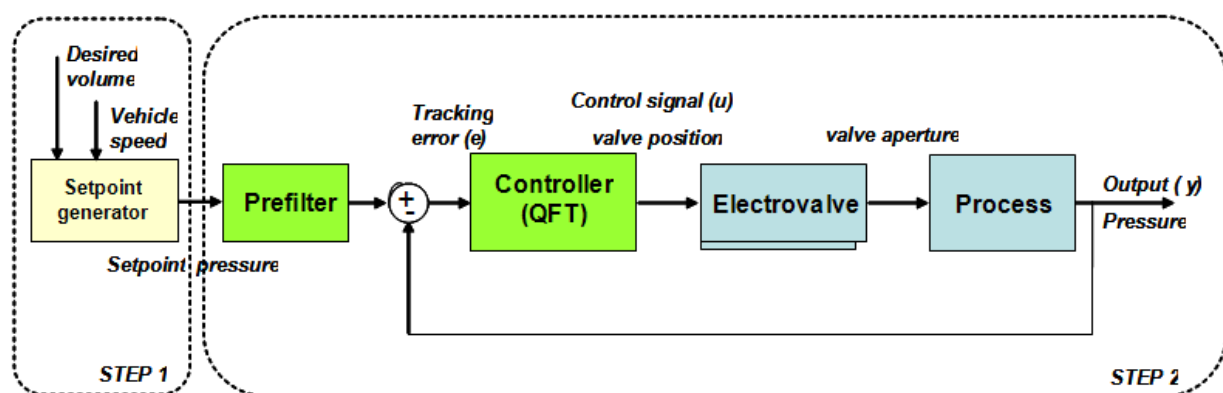 Desired
volume
Vehicle
speed
Setpoint
generator
Setpoint pressure
STEP 1
Prefilter
Tracking
error (e)
+
-
Controller
(QFT)
Control signal (u)
valve position
Electrovalve
valve aperture
Process
Output ( y)
Pressure
STEP 2